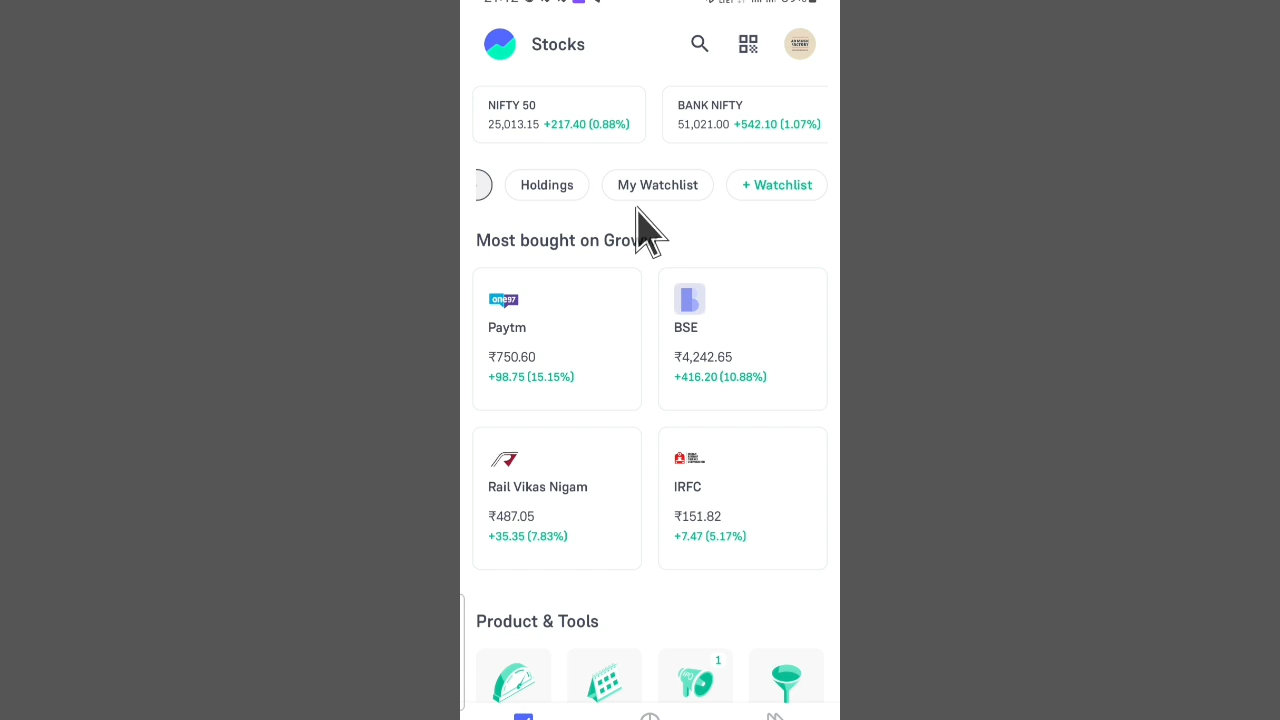 Stocks
NIFTY 50
25,013.15 +217.40 (0.88%)
BANK NIFTY
51,021.00 +542.10 (1.07%)
Holdings
My Watchlist
+ Watchlist
Most bought on
one97
Paytm
₹750.60
+98.75 (15.15%)
BSE
₹4,242.65
+416.20 (10.88%)
Rail Vikas Nigam
₹487.05
+35.35 (7.83%)
IRFC
₹151.82
+7.47 (5.17%)
Product & Tools
1
IPO